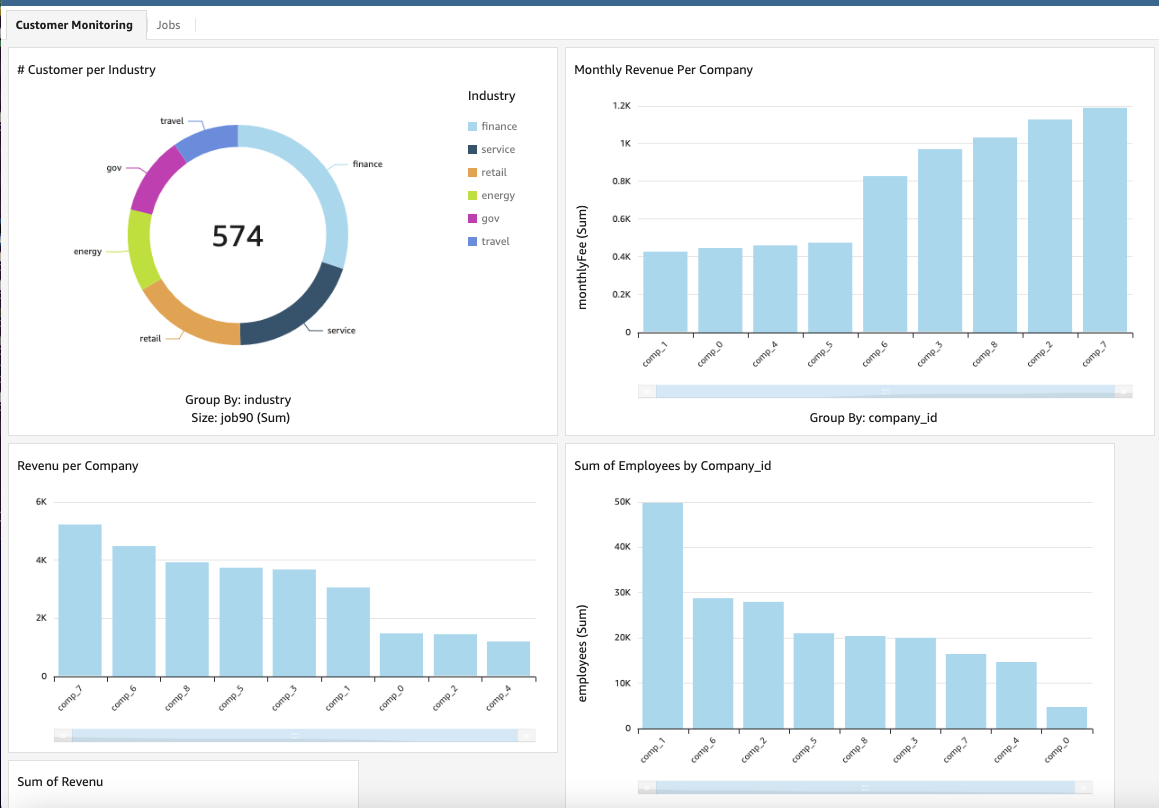 Customer Monitoring
Jobs
# Customer per Industry
travel
gov
finance
574
energy
service
retail
Industry
finance
service
retail
energy
gov
travel
Group By: industry
Size: job90 (Sum)
Monthly Revenue Per Company
monthlyFee (Sum)
1.2K
1K
0.8K
0.6K
0.4K
0.2K
0
comp_1
comp_0
comp_4
comp_5
comp_6
comp_3
comp_8
comp_2
comp_7
Group By: company_id
Revenu per Company
6K
4K
2K
0
comp_7
comp_6
comp_8
comp_5
comp_3
comp_1
comp_0
comp_2
comp_4
Sum of Employees by Company_id
employees (Sum)
50K
40K
30K
20K
10K
0
comp_1
comp_6
comp_2
comp_5
comp_8
comp_3
comp_7
comp_4
comp_0
Sum of Revenu